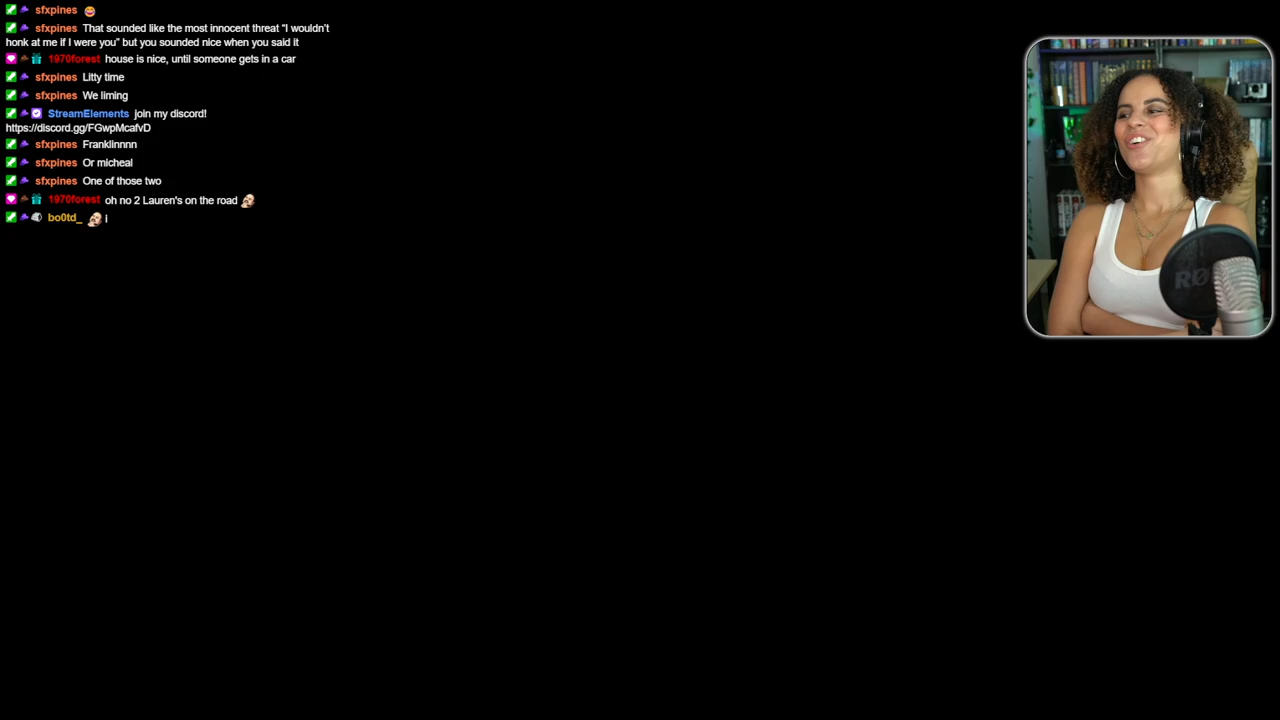 sfxpines
sfxpines That sounded like the most innocent threat “I wouldn't
honk at me if I were you” but you sounded nice when you said it
1970forest house is nice, until someone gets in a car
sfxpines Litty time
sfxpines We liming
StreamElements join my discord!
https://discord.gg/FGwpMcafvD
sfxpines Franklinnnn
sfxpines Or micheal
sfxpines One of those two
1970forest oh no 2 Lauren's on the road
bo0td_ i
RØ